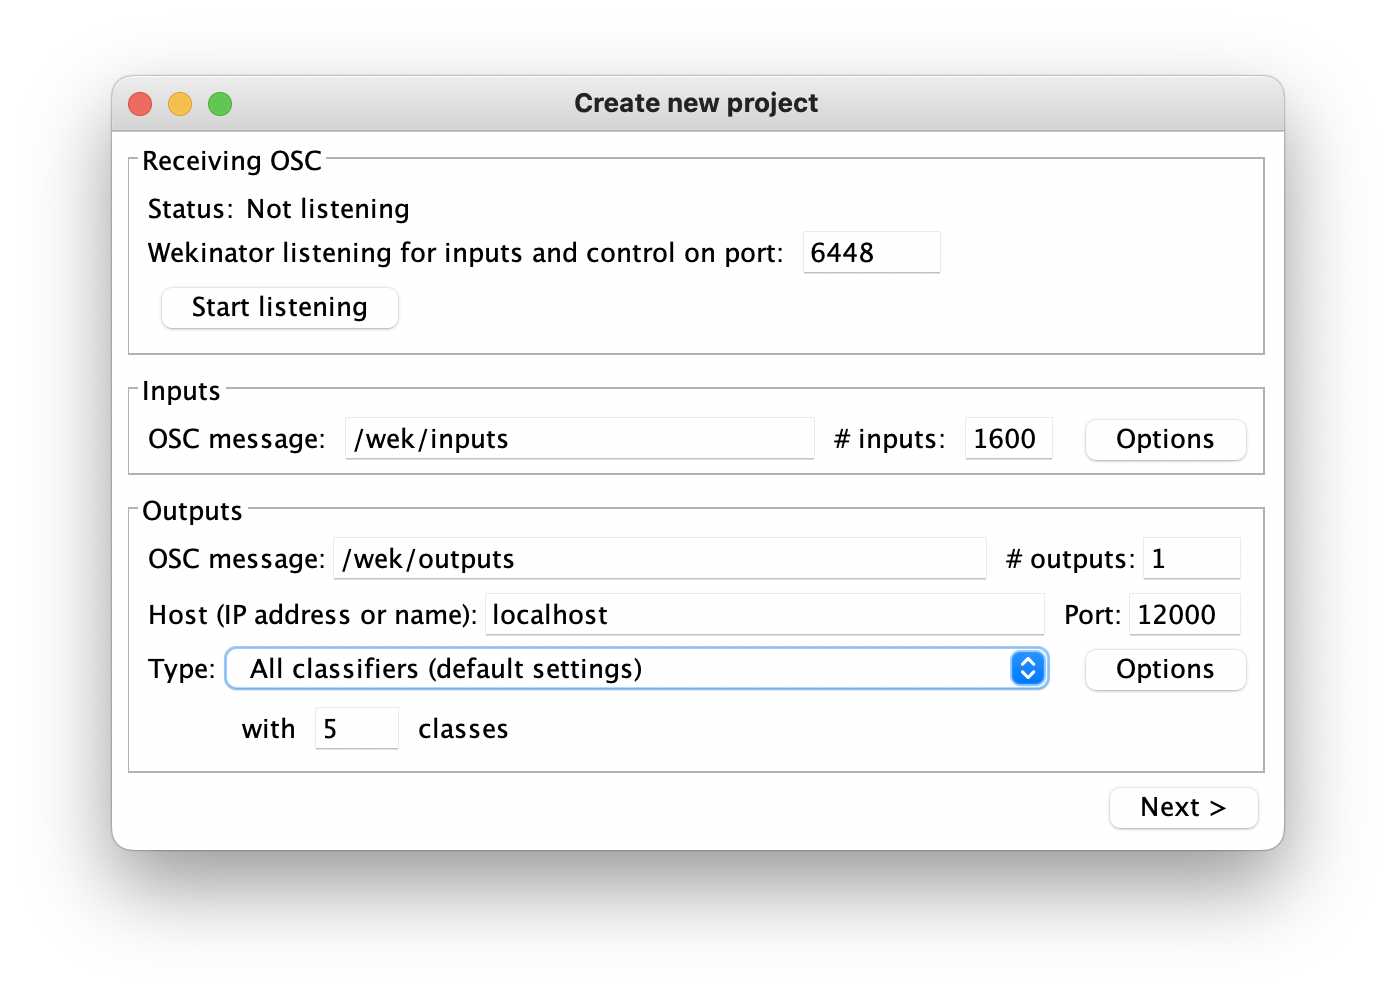 Create new project
Receiving OSC
Status: Not listening
Wekinator listening for inputs and control on port: 6448
Start listening
Inputs
OSC message: /wek/inputs # inputs: 1600 Options
Outputs
OSC message: /wek/outputs # outputs: 1
Host (IP address or name): localhost Port: 12000
Type: All classifiers (default settings) Options
with 5 classes
Next >